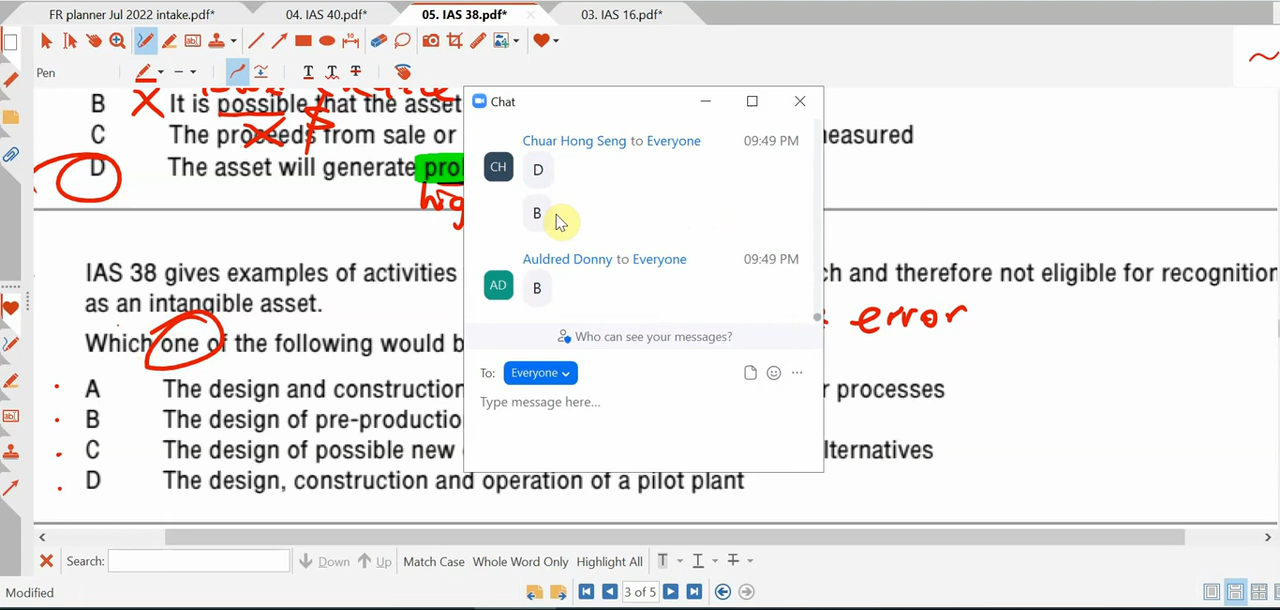 FR planner Jul 2022 intake.pdf*
04. IAS 40.pdf*
05. IAS 38.pdf*
03. IAS 16.pdf*
Pen
B It is possible that the asset
C The proceeds from sale or
easured
D The asset will generate
Chat
Chuar Hong Seng to Everyone 09:49 PM
CH
D
B
Auldred Donny to Everyone 09:49 PM
AD
B
Who can see your messages?
To: Everyone
Type message here...
IAS 38 gives examples of activities
ch and therefore not eligible for recognition
as an intangible asset.
error
Which one of the following would b
A The design and construction
r processes
B The design of pre-productio
C The design of possible new
lternatives
D The design, construction and operation of a pilot plant
Search: Down Up Match Case Whole Word Only Highlight All
Modified
3 of 5